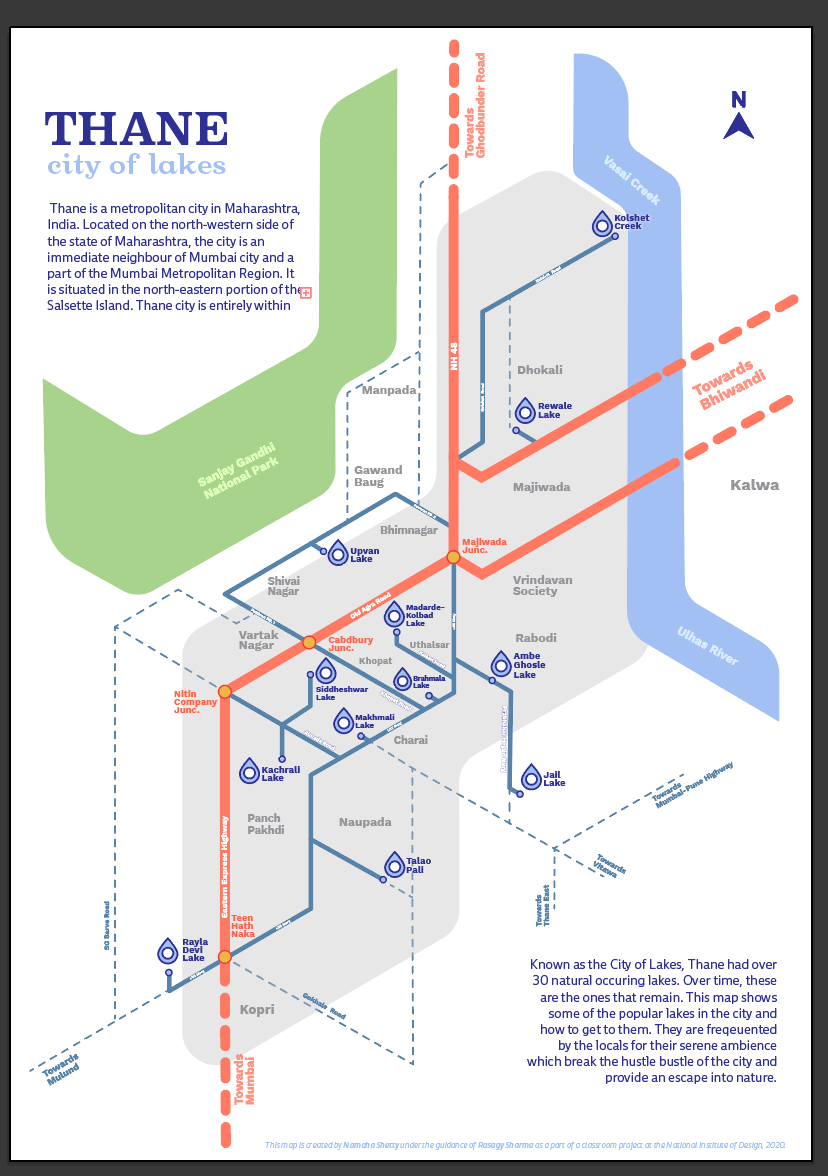 THANE
city of lakes
Thane is a metropolitan city in Maharashtra,
India. Located on the north-western side of
the state of Maharashtra, the city is an
immediate neighbour of Mumbai city and a
part of the Mumbai Metropolitan Region. It
is situated in the north-eastern portion of the
Salsette Island. Thane city is entirely within
Towards
Ghodbunder Road
N
Vasai Creek
Kolshet
Creek
NH 48
Dhokali
Towards
Bhiwandi
Manpada
Rewale
Lake
Sanjay Gandhi
National Park
Gawand
Baug
Majiwada
Kalwa
Bhimnagar
Majiwada
Junc.
Upvan
Lake
Shivai
Nagar
Vrindavan
Society
Old Agra Road
Madarde-
Kolbad
Lake
Vartak
Nagar
Cabdbury
Junc.
Uthalsar
Rabodi
Ulhas River
Khopat
Ambe
Ghosle
Lake
Brahmala
Lake
Siddheshwar
Lake
Nitin
Company
Junc.
Makhmali
Lake
Charai
Kachrali
Lake
Jail
Lake
Towards
Mumbai-Pune Highway
Panch
Pakhdi
Naupada
Eastern Express Highway
Talao
Pali
Towards
Vitawa
Towards
Thane East
SG Barve Road
Teen
Hath
Naka
Rayla
Devi
Lake
Gokhale Road
Kopri
Towards
Mulund
Towards
Mumbai
Known as the City of Lakes, Thane had over
30 natural occuring lakes. Over time, these
are the ones that remain. This map shows
some of the popular lakes in the city and
how to get to them. They are freqeuented
by the locals for their serene ambience
which break the hustle bustle of the city and
provide an escape into nature.
This map is created by Namaha Shetty under the guidance of Rasagy Sharma as a part of a classroom project at the National Institute of Design, 2020.